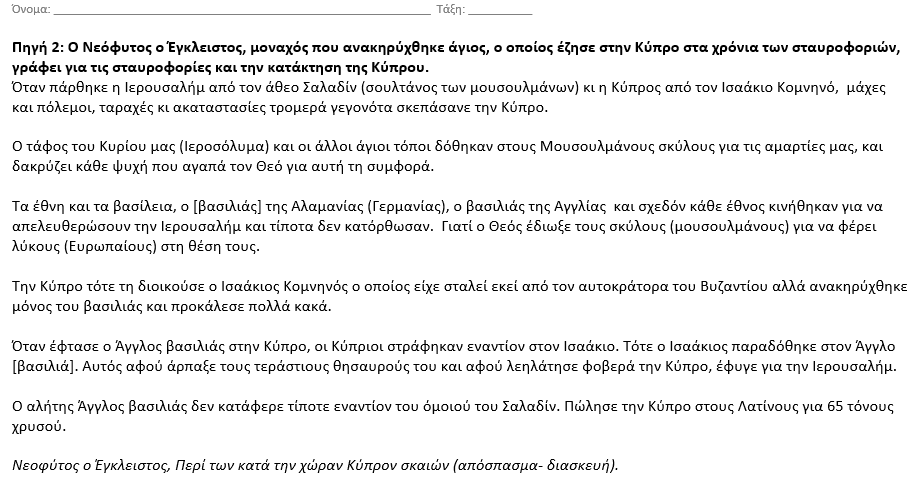 Όνομα: ______________________________________________________ Τάξη: __________
Πηγή 2: Ο Νεόφυτος ο Έγκλειστος, μοναχός που ανακηρύχθηκε άγιος, ο οποίος έζησε στην Κύπρο στα χρόνια των σταυροφοριών,
γράφει για τις σταυροφορίες και την κατάκτηση της Κύπρου.
Όταν πάρθηκε η Ιερουσαλήμ από τον άθεο Σαλαδίν (σουλτάνος των μουσουλμάνων) κι η Κύπρος από τον Ισαάκιο Κομνηνό, μάχες
και πόλεμοι, ταραχές κι ακαταστασίες τρομερά γεγονότα σκεπάσανε την Κύπρο.
Ο τάφος του Κυρίου μας (Ιεροσόλυμα) και οι άλλοι άγιοι τόποι δόθηκαν στους Μουσουλμάνους σκύλους για τις αμαρτίες μας, και
δακρύζει κάθε ψυχή που αγαπά τον Θεό για αυτή τη συμφορά.
Τα έθνη και τα βασίλεια, ο [βασιλιάς] της Αλαμανίας (Γερμανίας), ο βασιλιάς της Αγγλίας και σχεδόν κάθε έθνος κινήθηκαν για να
απελευθερώσουν την Ιερουσαλήμ και τίποτα δεν κατόρθωσαν. Γιατί ο Θεός έδιωξε τους σκύλους (μουσουλμάνους) για να φέρει
λύκους (Ευρωπαίους) στη θέση τους.
Την Κύπρο τότε τη διοικούσε ο Ισαάκιος Κομνηνός ο οποίος είχε σταλεί εκεί από τον αυτοκράτορα του Βυζαντίου αλλά ανακηρύχθηκε
μόνος του βασιλιάς και προκάλεσε πολλά κακά.
Όταν έφτασε ο Άγγλος βασιλιάς στην Κύπρο, οι Κύπριοι στράφηκαν εναντίον στον Ισαάκιο. Τότε ο Ισαάκιος παραδόθηκε στον Άγγλο
[βασιλιά]. Αυτός αφού άρπαξε τους τεράστιους θησαυρούς του και αφού λεηλάτησε φοβερά την Κύπρο, έφυγε για την Ιερουσαλήμ.
Ο αλήτης Άγγλος βασιλιάς δεν κατάφερε τίποτε εναντίον του όμοιού του Σαλαδίν. Πώλησε την Κύπρο στους Λατίνους για 65 τόνους
χρυσού.
Νεοφύτος ο Έγκλειστος, Περί των κατά την χώραν Κύπρον σκαιών (απόσπασμα- διασκευή).